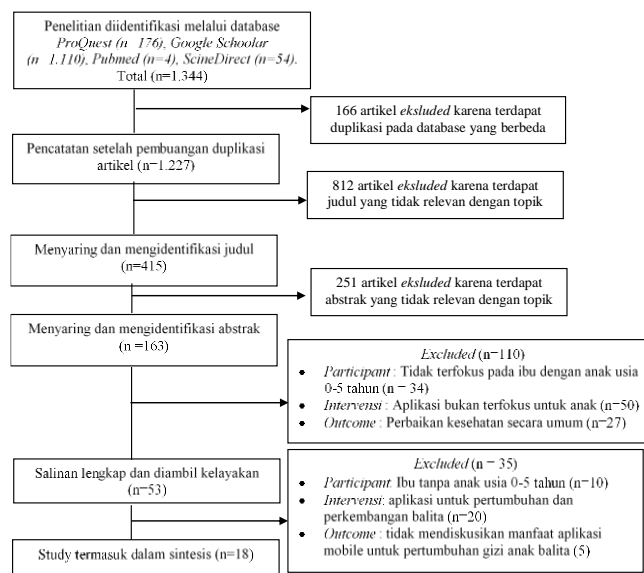 Penelitian diidentifikasi melalui database
ProQuest (n 176), Google Schoolar
(n 1.110), Pubmed (n=4), ScineDirect (n=54).
Total (n=1.344)
166 artikel eksluded karena terdapat
duplikasi pada database yang berbeda
Pencatatan setelah pembuangan duplikasi
artikel (n=1.227)
812 artikel eksluded karena terdapat
judul yang tidak relevan dengan topik
Menyaring dan mengidentifikasi judul
(n=415)
251 artikel eksluded karena terdapat
abstrak yang tidak relevan dengan topik
Menyaring dan mengidentifikasi abstrak
(n =163)
Excluded (n=110)
• Participant : Tidak terfokus pada ibu dengan anak usia
0-5 tahun (n = 34)
• Intervensi : Aplikasi bukan terfokus untuk anak (n=50)
• Outcome : Perbaikan kesehatan secara umum (n=27)
Salinan lengkap dan diambil kelayakan
(n=53)
Excluded (n = 35)
• Participant: Ibu tanpa anak usia 0-5 tahun (n=10)
• Intervensi: aplikasi untuk pertumbuhan dan
perkembangan balita (n=20)
• Outcome : tidak mendiskusikan manfaat aplikasi
mobile untuk pertumbuhan gizi anak balita (5)
Study termasuk dalam sintesis (n=18)